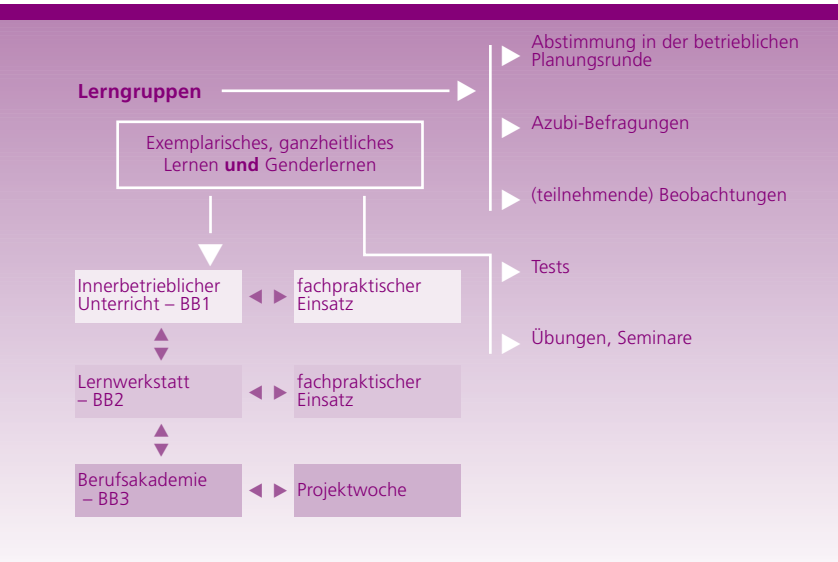 Lerngruppen
Exemplarisches, ganzheitliches
Lernen und Genderlernen
Abstimmung in der betrieblichen
Planungsrunde
Azubi-Befragungen
(teilnehmende) Beobachtungen
Tests
Übungen, Seminare
Innerbetrieblicher
Unterricht – BB1
fachpraktischer
Einsatz
Lernwerkstatt
– BB2
fachpraktischer
Einsatz
Berufsakademie
– BB3
Projektwoche